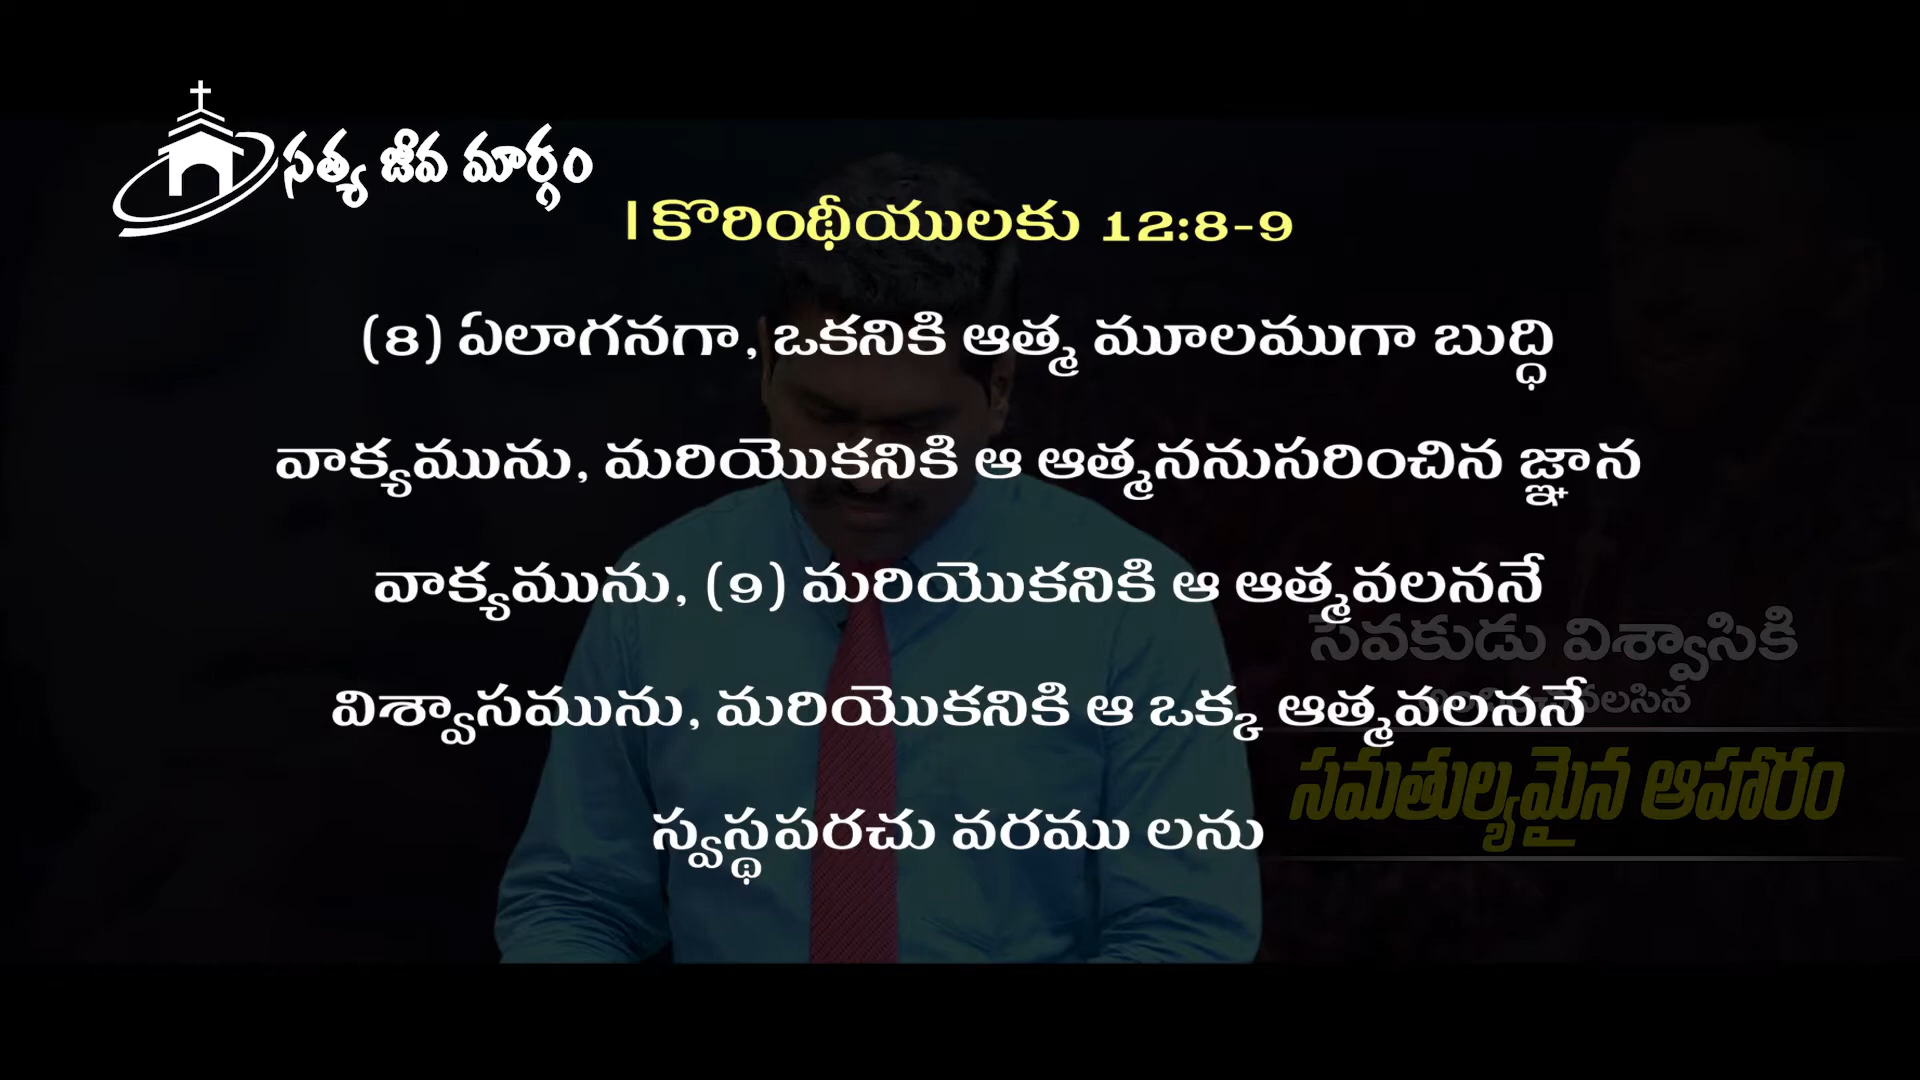 సత్య జీవ మార్గం
I కొరింథీయులకు 12:8-9
(8) ఏలాగనగా, ఒకనికి ఆత్మ మూలముగా బుద్ధి
వాక్యమును, మరియొకనికి ఆ ఆత్మననుసరించిన జ్ఞాన
వాక్యమును, (9) మరియొకనికి ఆ ఆత్మవలననే
విశ్వాసమును, మరియొకనికి ఆ ఒక్క ఆత్మవలననే
స్వస్థపరచు వరము లను
సేవకుడు విశ్వాసికి
సమతుల్యమైన ఆహారం